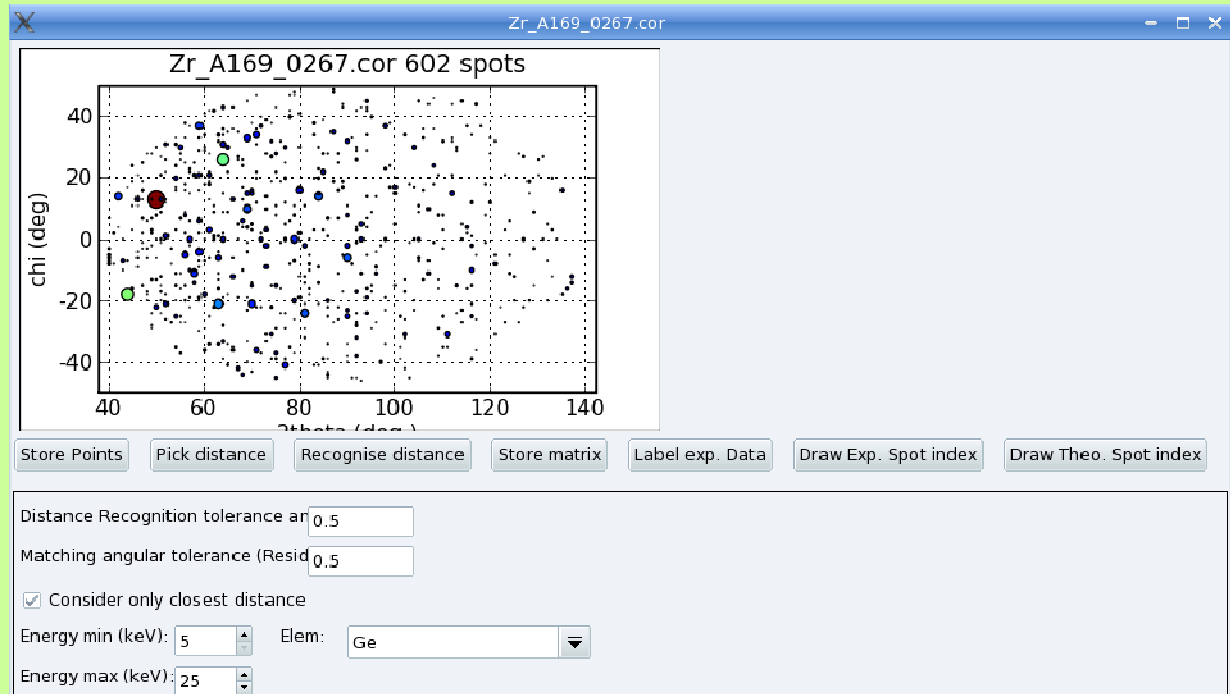 Zr_A169_0267.cor
Zr_A169_0267.cor 602 spots
40
20
0
-20
-40
chi (deg)
40 60 80 100 120 140
2theta (deg.)
Store Points Pick distance Recognise distance Store matrix Label exp. Data Draw Exp. Spot index Draw Theo. Spot index
Distance Recognition tolerance an 0.5
Matching angular tolerance (Resid 0.5
Consider only closest distance
Energy min (keV): 5 Elem: Ge
Energy max (keV): 25